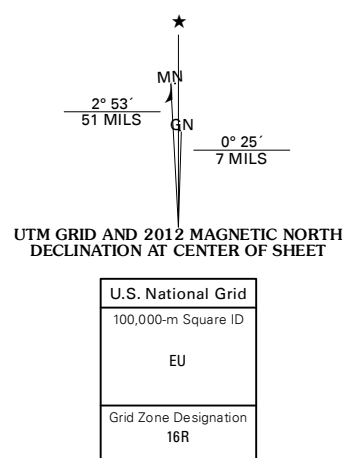 ★
MN
2° 53´
51 MILS
GN
0° 25´
7 MILS
UTM GRID AND 2012 MAGNETIC NORTH
DECLINATION AT CENTER OF SHEET
U.S. National Grid
100,000-m Square ID
EU
Grid Zone Designation
16R